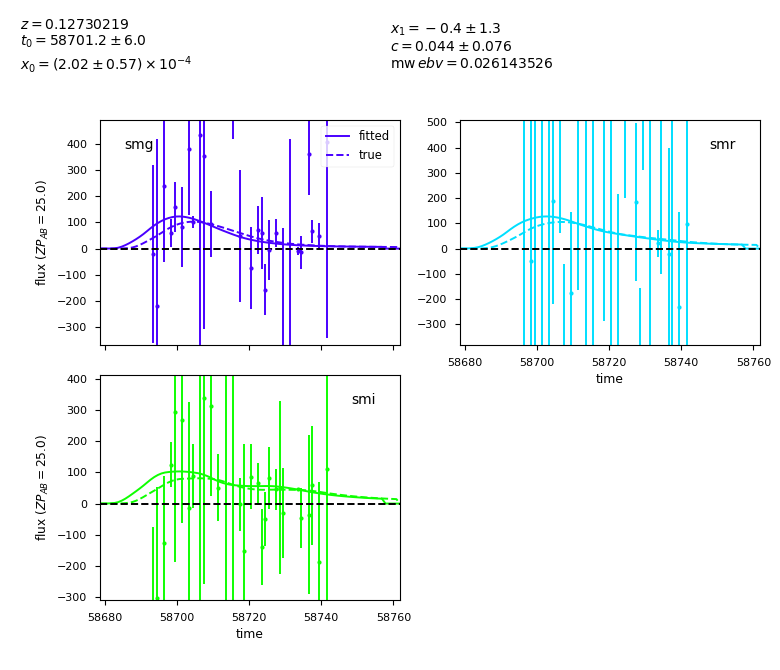 z = 0.12730219
t₀ = 58701.2 ± 6.0
x₀ = (2.02 ± 0.57) × 10⁻⁴
x₁ = −0.4 ± 1.3
c = 0.044 ± 0.076
mw ebv = 0.026143526
smg
fitted
true
400
300
200
100
0
−100
−200
−300
flux (ZP_AB = 25.0)
smr
500
400
300
200
100
0
−100
−200
−300
58680 58700 58720 58740 58760
time
smi
400
300
200
100
0
−100
−200
−300
flux (ZP_AB = 25.0)
58680 58700 58720 58740 58760
time